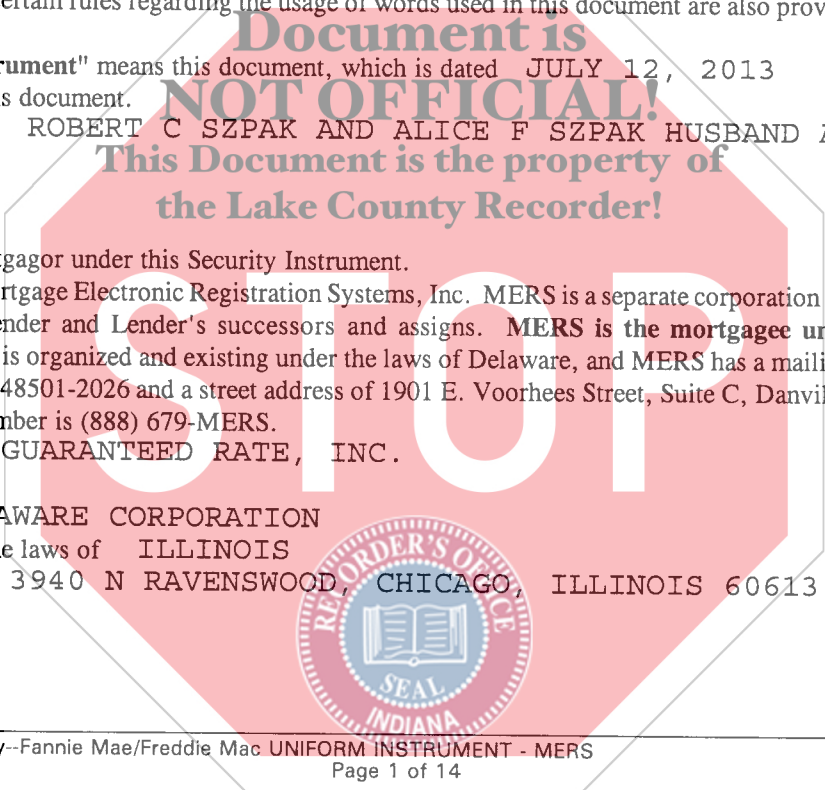 ertain rules regarding the usage of words used in this document are also prov
Document is
rument" means this document, which is dated JULY 12, 2013
s document.
NOT OFFICIAL!
ROBERT C SZPAK AND ALICE F SZPAK HUSBAND
This Document is the property of
the Lake County Recorder!
gagor under this Security Instrument.
rtgage Electronic Registration Systems, Inc. MERS is a separate corporation
nder and Lender's successors and assigns. MERS is the mortgagee un
is organized and existing under the laws of Delaware, and MERS has a maili
48501-2026 and a street address of 1901 E. Voorhees Street, Suite C, Danvil
mber is (888) 679-MERS.
STOP
GUARANTEED RATE, INC.
AWARE CORPORATION
e laws of ILLINOIS
3940 N RAVENSWOOD, CHICAGO, ILLINOIS 60613
RECORDER'S OFFICE
SEAL
INDIANA
y--Fannie Mae/Freddie Mac UNIFORM INSTRUMENT - MERS
Page 1 of 14